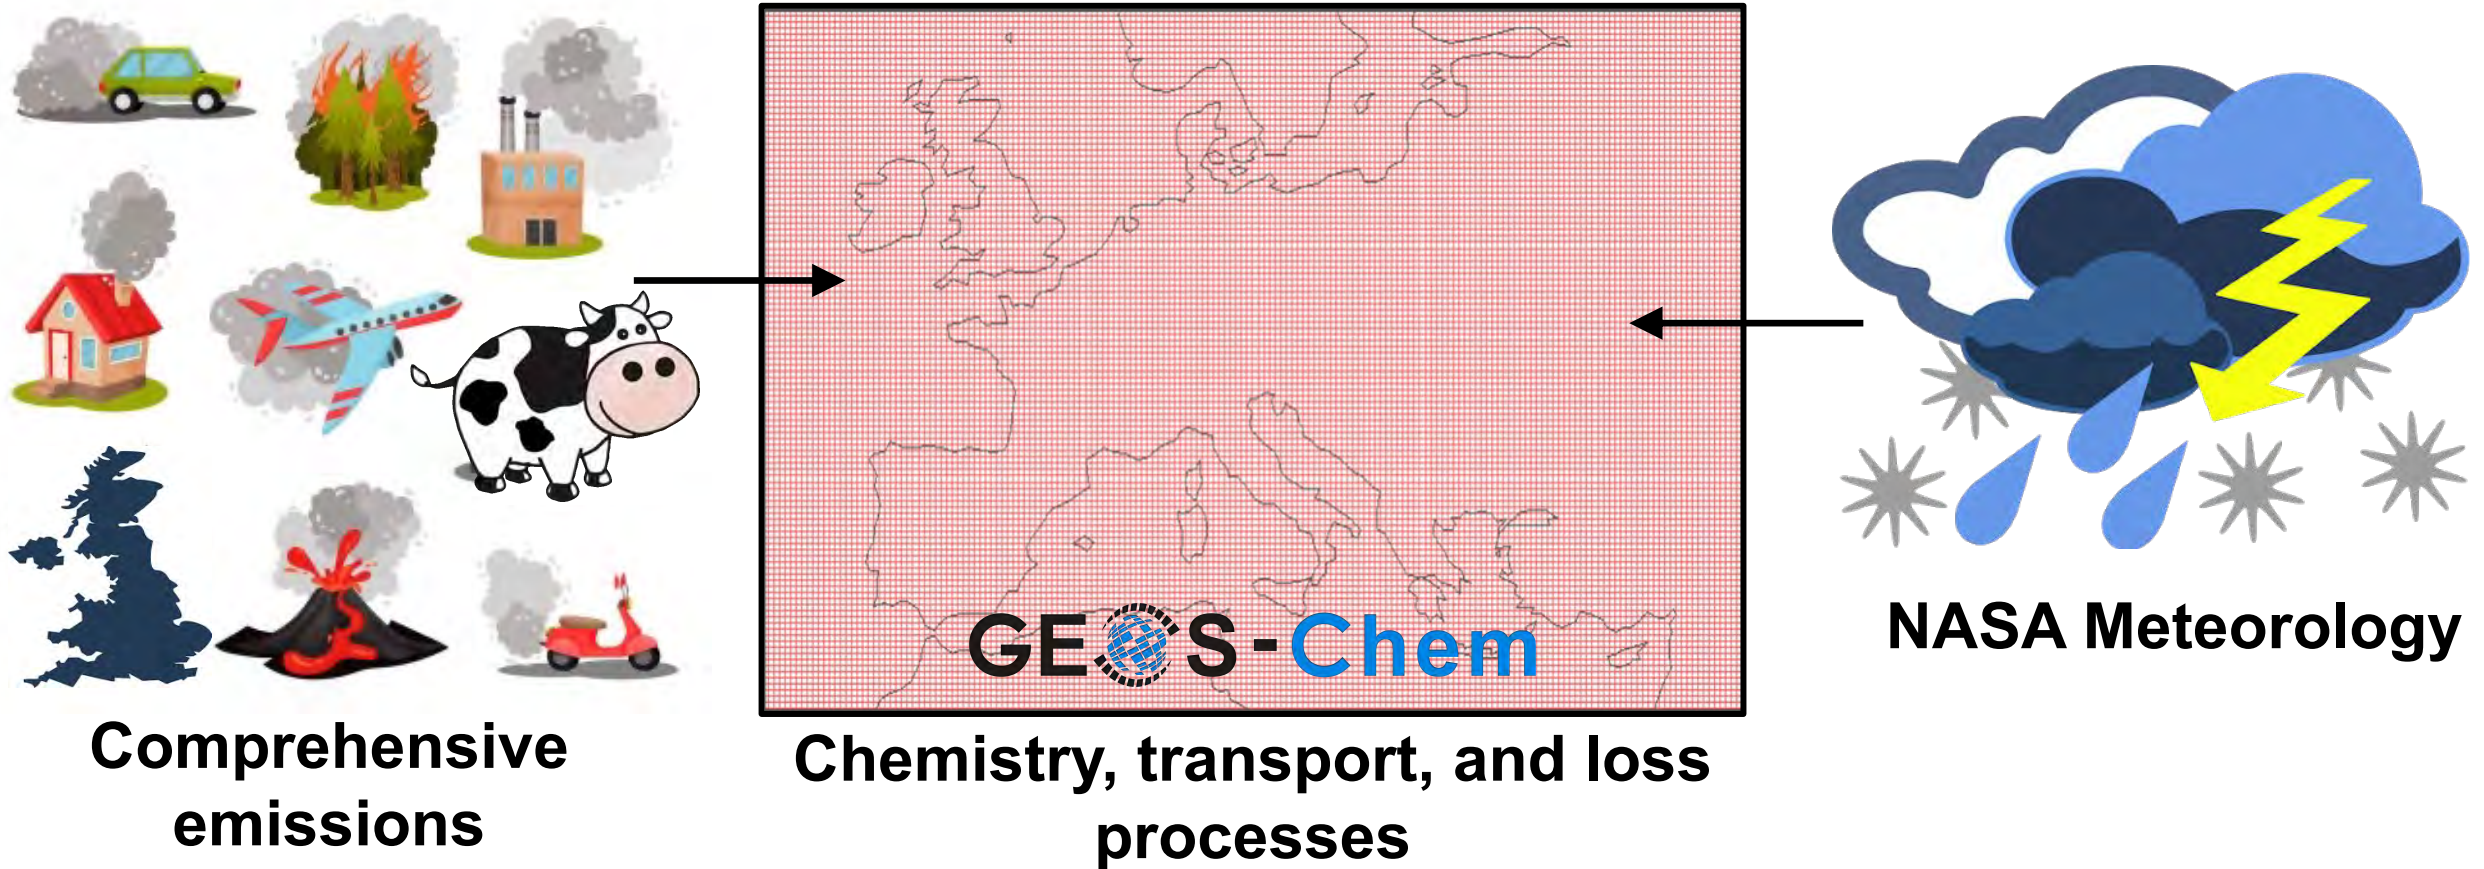 GEOS-Chem
NASA Meteorology
Comprehensive
emissions
Chemistry, transport, and loss
processes